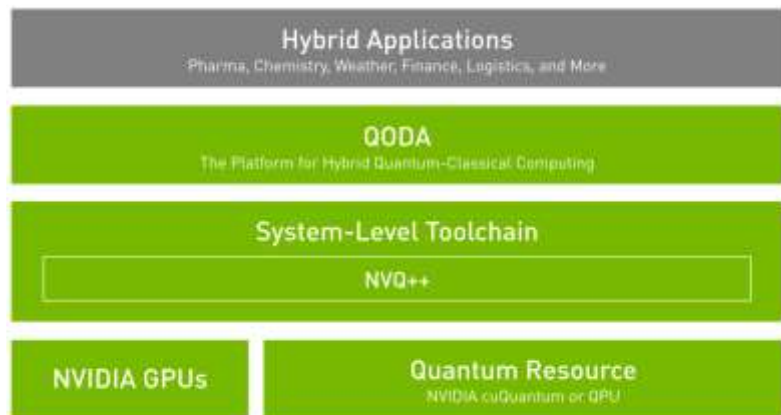 Hybrid Applications
Pharma, Chemistry, Weather, Finance, Logistics, and More
QODA
The Platform for Hybrid Quantum-Classical Computing
System-Level Toolchain
NVQ++
NVIDIA GPUs
Quantum Resource
NVIDIA cuQuantum or QPU